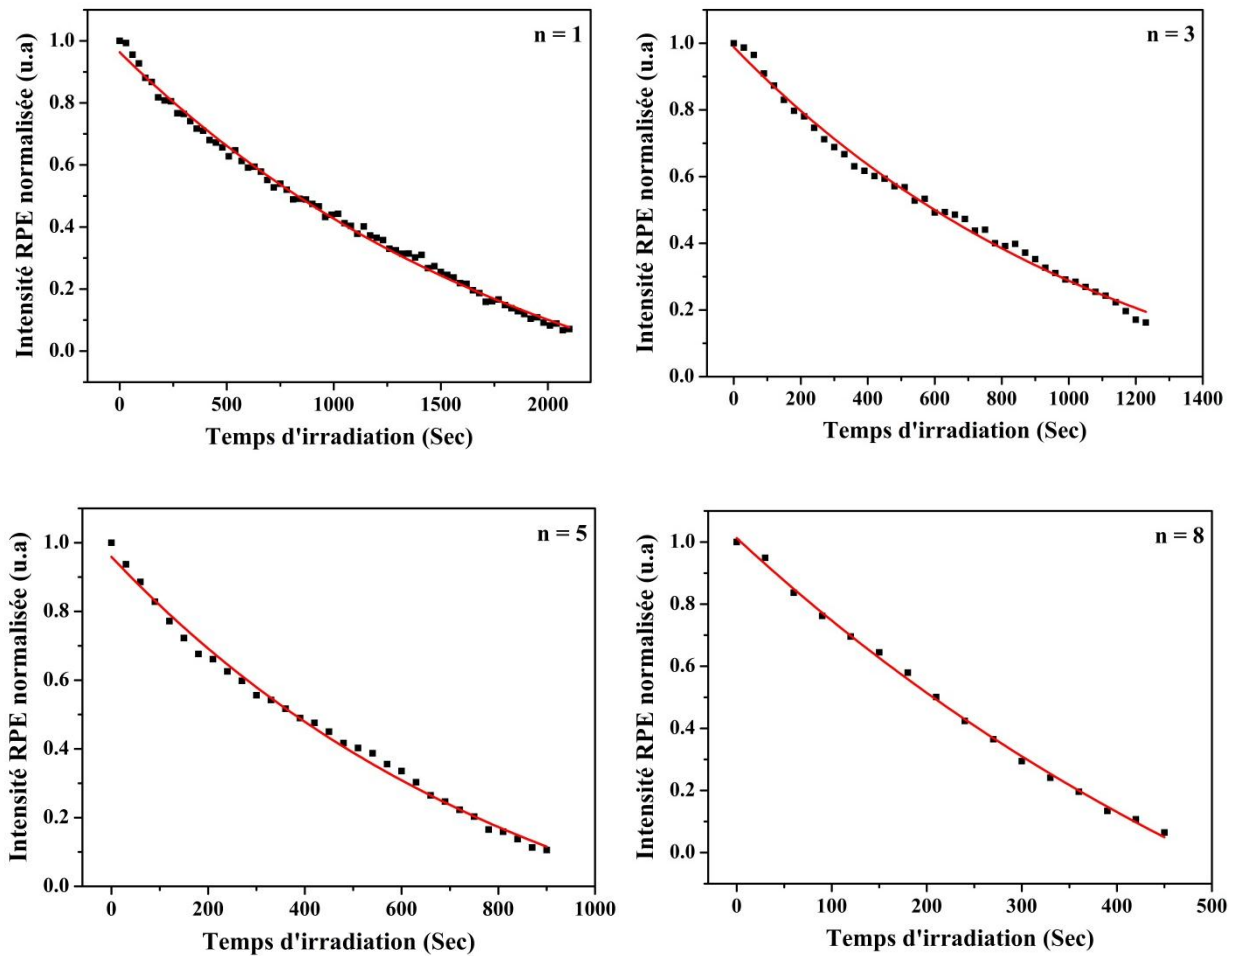 n = 1
Intensité RPE normalisée (u.a)
1.0
0.8
0.6
0.4
0.2
0.0
0 500 1000 1500 2000
Temps d'irradiation (Sec)
n = 3
Intensité RPE normalisée (u.a)
1.0
0.8
0.6
0.4
0.2
0.0
0 200 400 600 800 1000 1200 1400
Temps d'irradiation (Sec)
n = 5
Intensité RPE normalisée (u.a)
1.0
0.8
0.6
0.4
0.2
0.0
0 200 400 600 800 1000
Temps d'irradiation (Sec)
n = 8
Intensité RPE normalisée (u.a)
1.0
0.8
0.6
0.4
0.2
0.0
0 100 200 300 400 500
Temps d'irradiation (Sec)